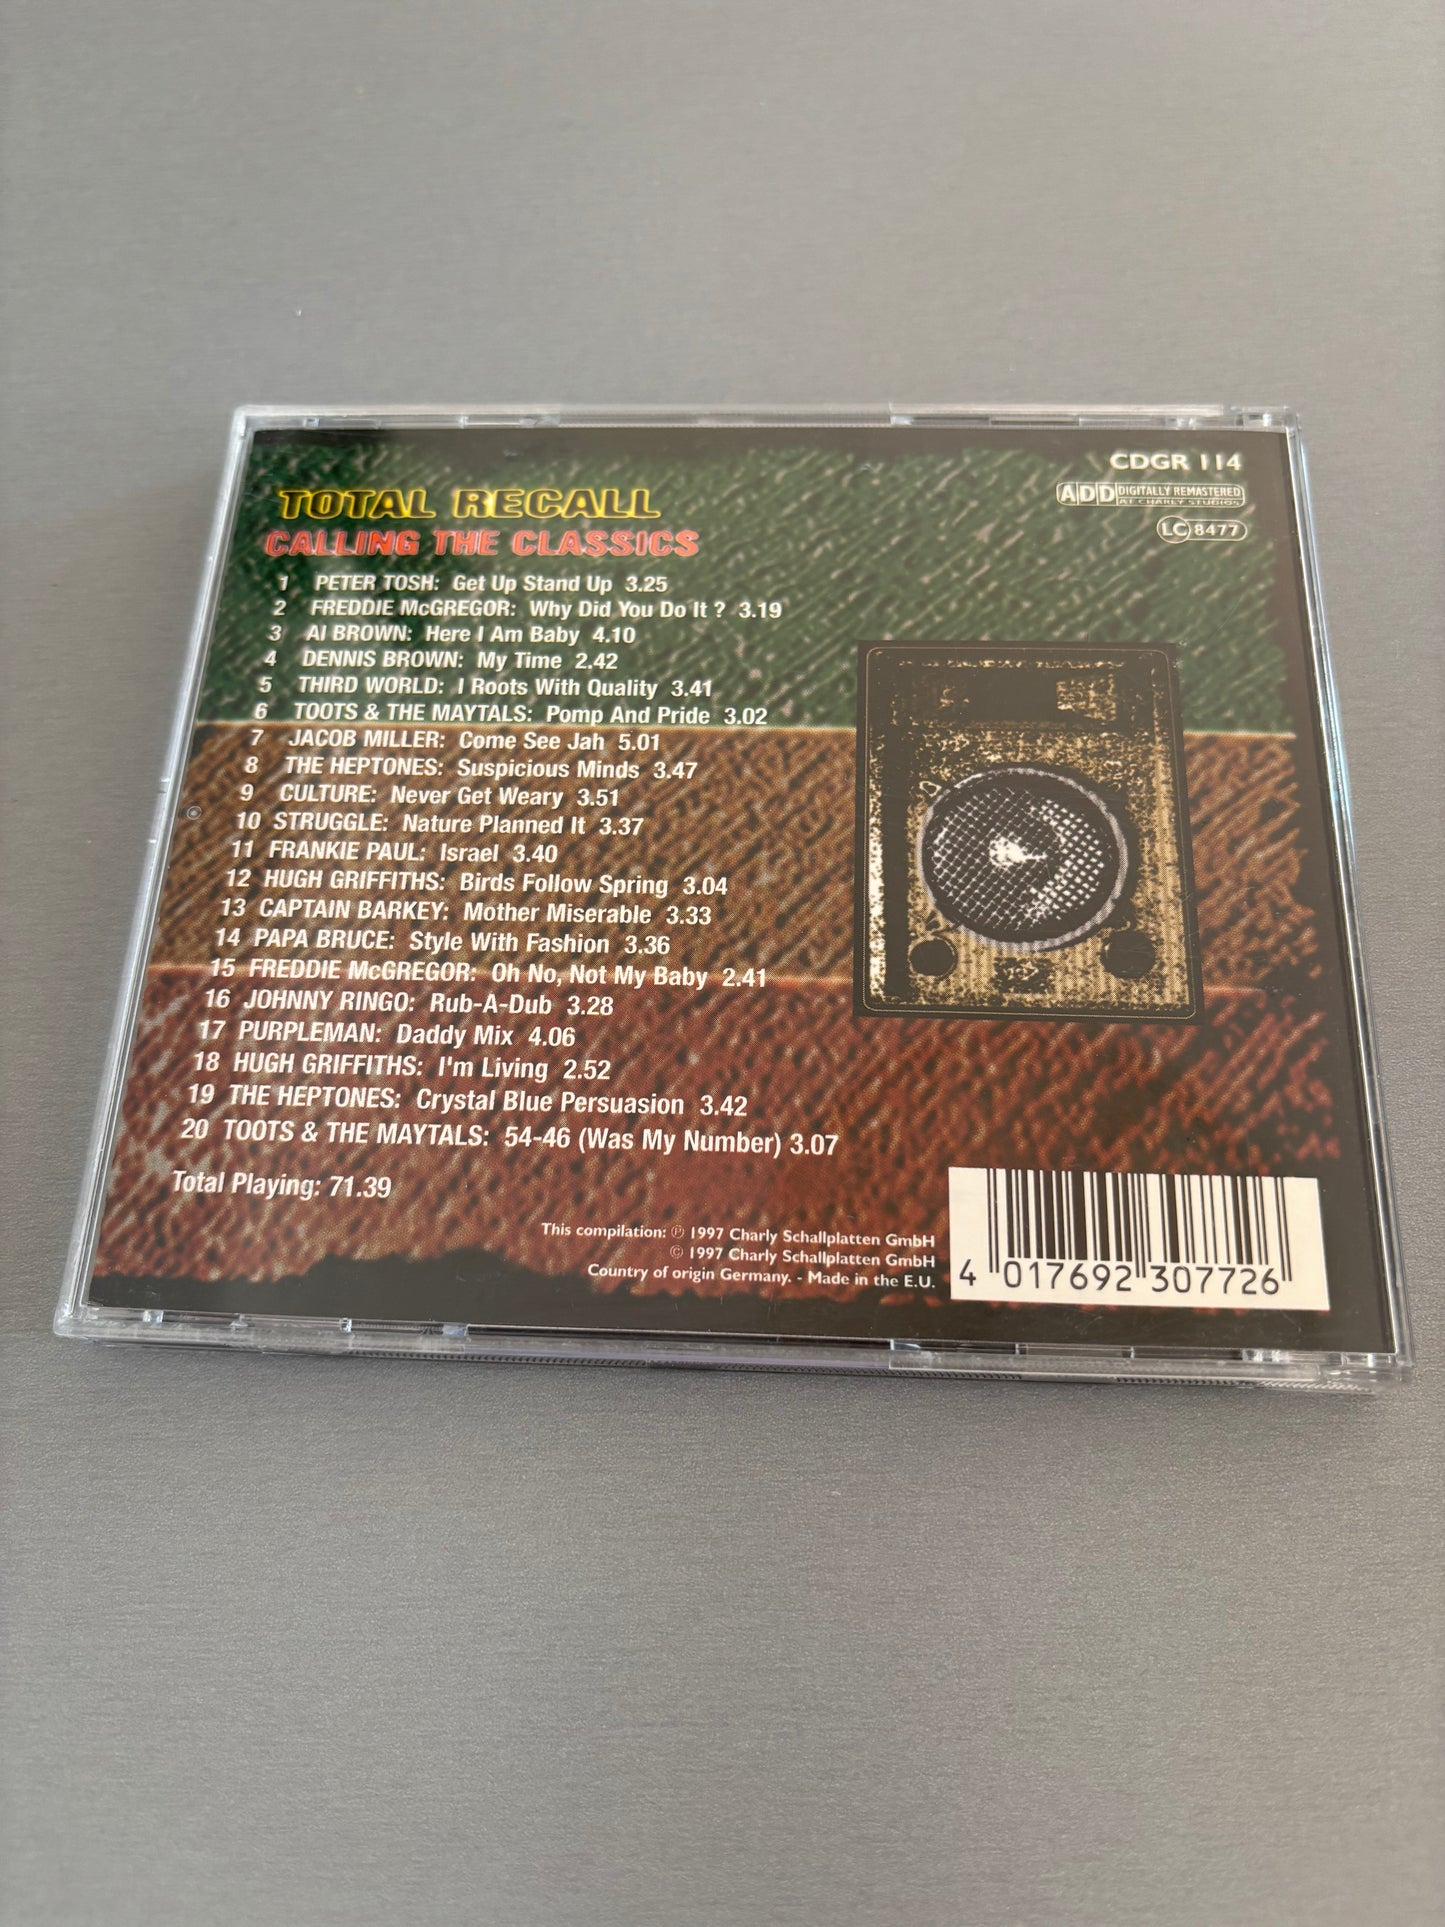 CDGR 114
ADD DIGITALLY REMASTERED
AT CHARLY STUDIOS
LC 8477
TOTAL RECALL
CALLING THE CLASSICS
1 PETER TOSH: Get Up Stand Up 3.25
2 FREDDIE McGREGOR: Why Did You Do It ? 3.19
3 Al BROWN: Here I Am Baby 4.10
4 DENNIS BROWN: My Time 2.42
5 THIRD WORLD: I Roots With Quality 3.41
6 TOOTS & THE MAYTALS: Pomp And Pride 3.02
7 JACOB MILLER: Come See Jah 5.01
8 THE HEPTONES: Suspicious Minds 3.47
9 CULTURE: Never Get Weary 3.51
10 STRUGGLE: Nature Planned It 3.37
11 FRANKIE PAUL: Israel 3.40
12 HUGH GRIFFITHS: Birds Follow Spring 3.04
13 CAPTAIN BARKEY: Mother Miserable 3.33
14 PAPA BRUCE: Style With Fashion 3.36
15 FREDDIE McGREGOR: Oh No, Not My Baby 2.41
16 JOHNNY RINGO: Rub-A-Dub 3.28
17 PURPLEMAN: Daddy Mix 4.06
18 HUGH GRIFFITHS: I'm Living 2.52
19 THE HEPTONES: Crystal Blue Persuasion 3.42
20 TOOTS & THE MAYTALS: 54-46 (Was My Number) 3.07
Total Playing: 71.39
This compilation: ℗ 1997 Charly Schallplatten GmbH
© 1997 Charly Schallplatten GmbH
Country of origin Germany. - Made in the E.U.
4 017692 307726